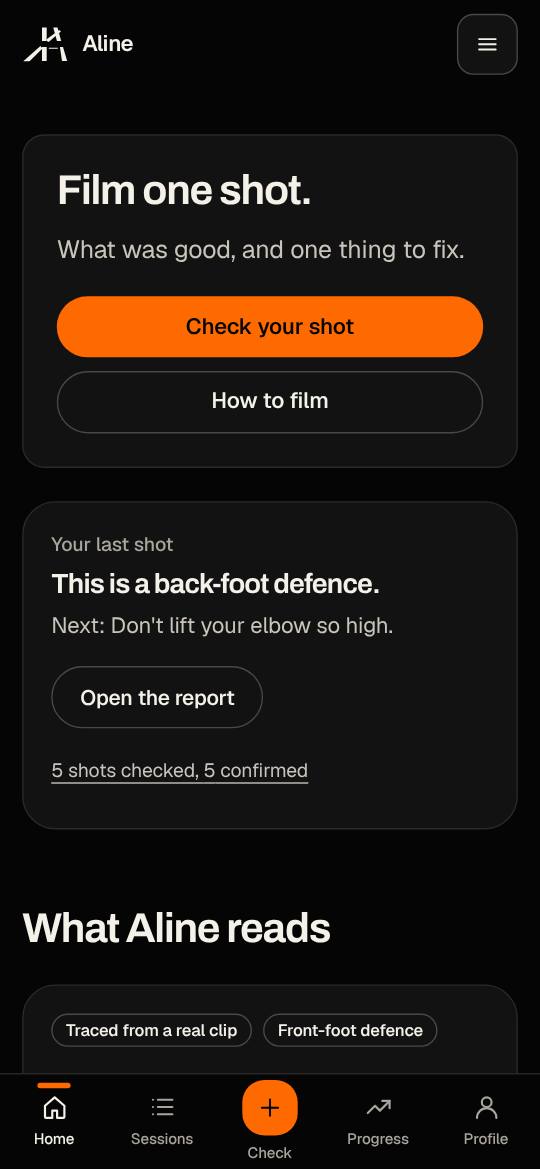 Aline
Film one shot.
What was good, and one thing to fix.
Check your shot
How to film
Your last shot
This is a back-foot defence.
Next: Don't lift your elbow so high.
Open the report
5 shots checked, 5 confirmed
What Aline reads
Traced from a real clip
Front-foot defence
Home
Sessions
Check
Progress
Profile